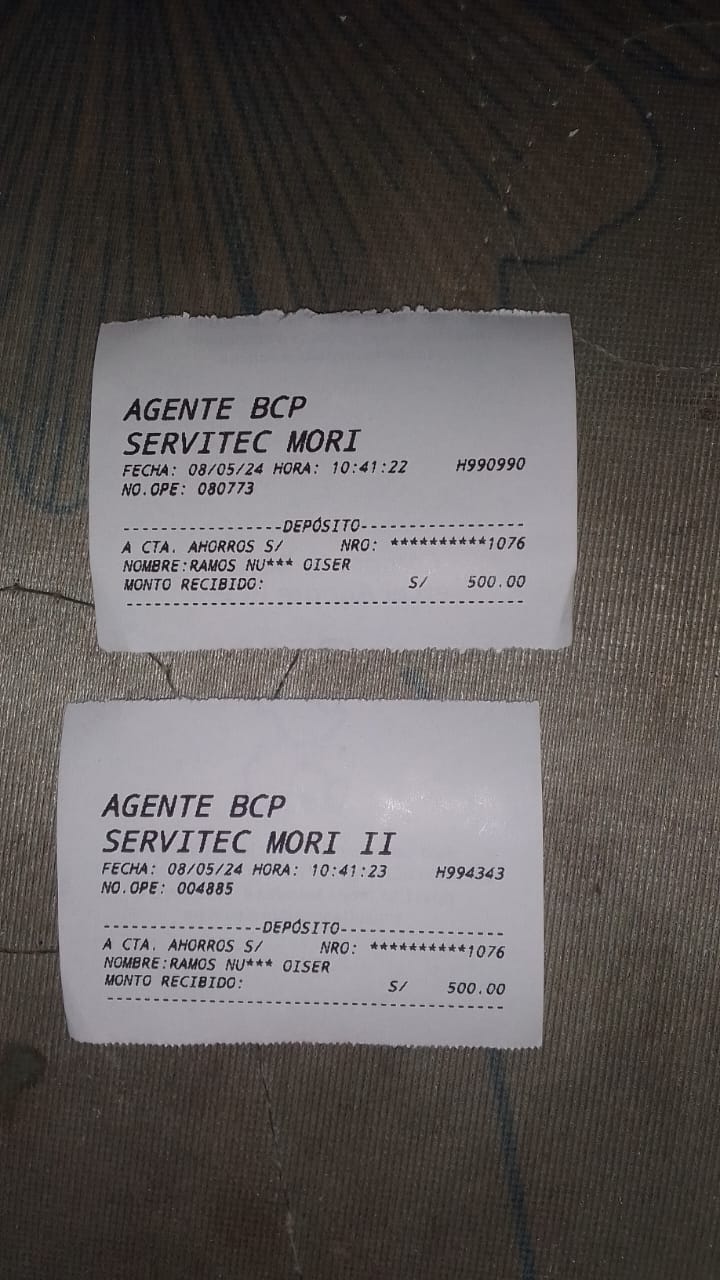 AGENTE BCP
SERVITEC MORI
FECHA: 08/05/24 HORA: 10:41:22 H990990
NO.OPE: 080773
-----------------DEPÓSITO-----------------
A CTA. AHORROS S/ NRO: **********1076
NOMBRE:RAMOS NU*** OISER
MONTO RECIBIDO: S/ 500.00
------------------------------------------
AGENTE BCP
SERVITEC MORI II
FECHA: 08/05/24 HORA: 10:41:23 H994343
NO.OPE: 004885
-----------------DEPÓSITO-----------------
A CTA. AHORROS S/ NRO: **********1076
NOMBRE:RAMOS NU*** OISER
MONTO RECIBIDO: S/ 500.00
------------------------------------------